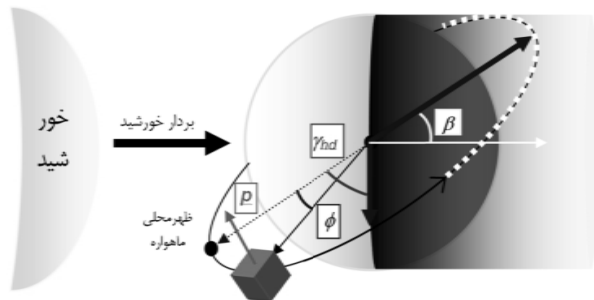 خور
شید
بردار خورشید
β
γhd
p
ظهرمحلی
ماهواره
ϕ